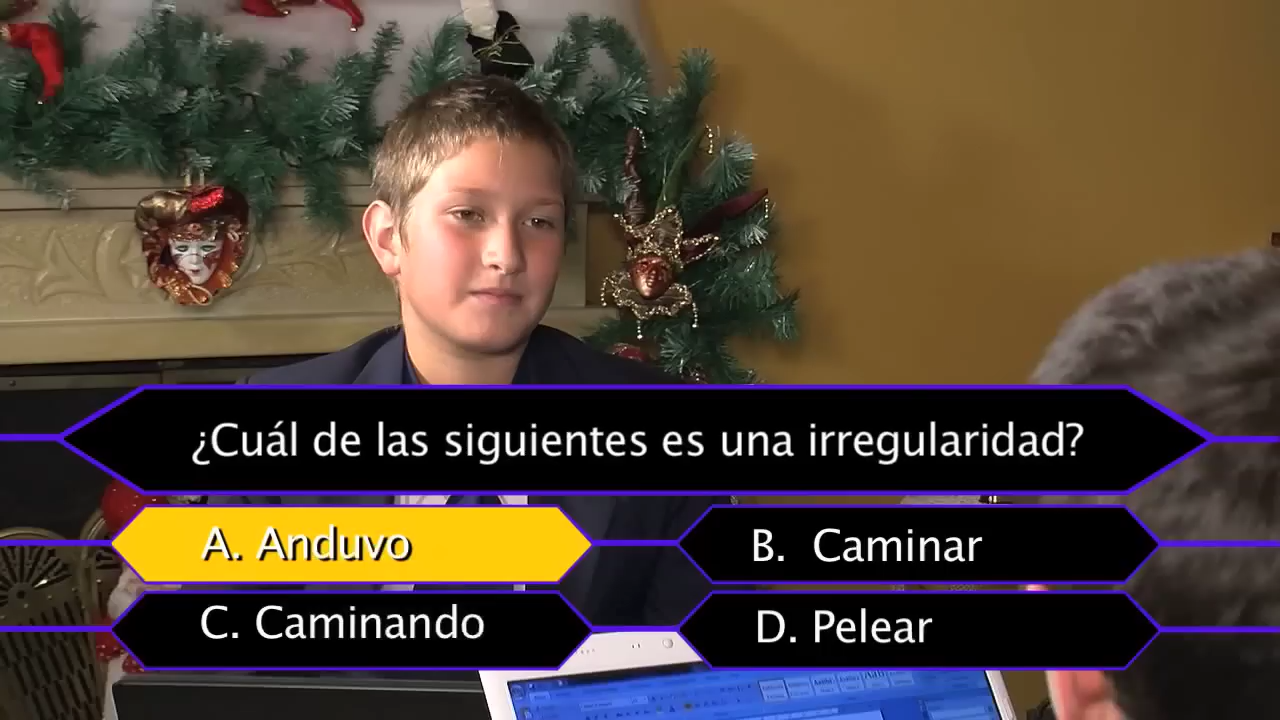 ¿Cuál de las siguientes es una irregularidad?
A. Anduvo
B. Caminar
C. Caminando
D. Pelear